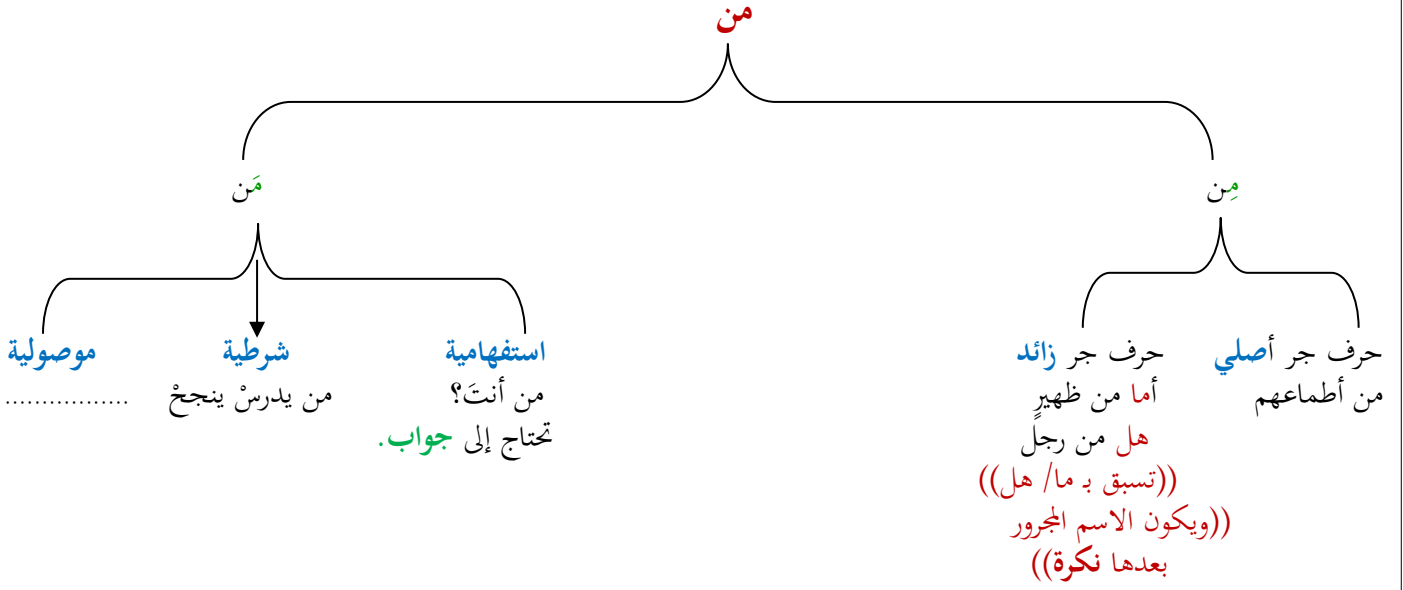 من
مِن
مَن
حرف جر أصلي
من أطماعهم
حرف جر زائد
أما من ظهيرٍ
هل من رجل
((تسبق بـ ما/ هل))
((ويكون الاسم المجرور
بعدها نكرة))
استفهامية
من أنتَ؟
تحتاج إلى جواب.
شرطية
من يدرسْ ينجحْ
موصولية
.................